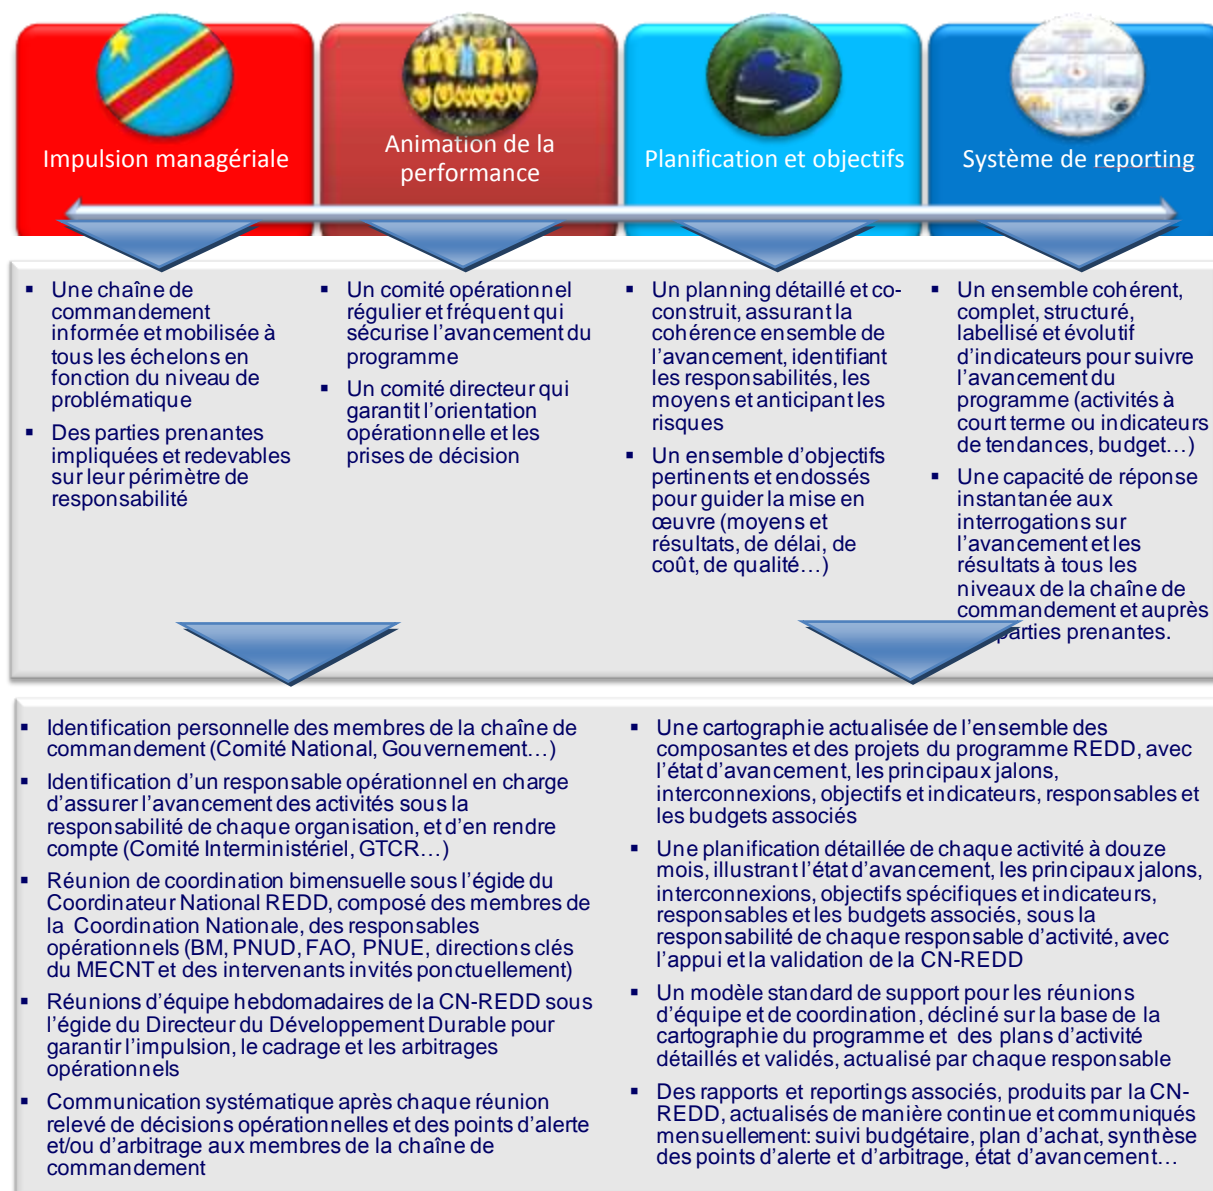 Impulsion managériale
Animation de la
performance
Planification et objectifs
Système de reporting
▪ Une chaîne de
commandement
informée et mobilisée à
tous les échelons en
fonction du niveau de
problématique
▪ Des parties prenantes
impliquées et redevables
sur leur périmètre de
responsabilité
▪ Un comité opérationnel
régulier et fréquent qui
sécurise l’avancement du
programme
▪ Un comité directeur qui
garantit l’orientation
opérationnelle et les
prises de décision
▪ Un planning détaillé et co-
construit, assurant la
cohérence ensemble de
l’avancement, identifiant
les responsabilités, les
moyens et anticipant les
risques
▪ Un ensemble d’objectifs
pertinents et endossés
pour guider la mise en
œuvre (moyens et
résultats, de délai, de
coût, de qualité…)
▪ Un ensemble cohérent,
complet, structuré,
labellisé et évolutif
d’indicateurs pour suivre
l’avancement du
programme (activités à
court terme ou indicateurs
de tendances, budget…)
▪ Une capacité de réponse
instantanée aux
interrogations sur
l’avancement et les
résultats à tous les
niveaux de la chaîne de
commandement et auprès
parties prenantes.
▪ Identification personnelle des membres de la chaîne de
commandement (Comité National, Gouvernement…)
▪ Identification d’un responsable opérationnel en charge
d’assurer l’avancement des activités sous la
responsabilité de chaque organisation, et d’en rendre
compte (Comité Interministériel, GTCR…)
▪ Réunion de coordination bimensuelle sous l’égide du
Coordinateur National REDD, composé des membres de
la Coordination Nationale, des responsables
opérationnels (BM, PNUD, FAO, PNUE, directions clés
du MECNT et des intervenants invités ponctuellement)
▪ Réunions d’équipe hebdomadaires de la CN-REDD sous
l’égide du Directeur du Développement Durable pour
garantir l’impulsion, le cadrage et les arbitrages
opérationnels
▪ Communication systématique après chaque réunion
relevé de décisions opérationnelles et des points d’alerte
et/ou d’arbitrage aux membres de la chaîne de
commandement
▪ Une cartographie actualisée de l’ensemble des
composantes et des projets du programme REDD, avec
l’état d’avancement, les principaux jalons,
interconnexions, objectifs et indicateurs, responsables et
les budgets associés
▪ Une planification détaillée de chaque activité à douze
mois, illustrant l’état d’avancement, les principaux jalons,
interconnexions, objectifs spécifiques et indicateurs,
responsables et les budgets associés, sous la
responsabilité de chaque responsable d’activité, avec
l’appui et la validation de la CN-REDD
▪ Un modèle standard de support pour les réunions
d’équipe et de coordination, décliné sur la base de la
cartographie du programme et des plans d’activité
détaillés et validés, actualisé par chaque responsable
▪ Des rapports et reportings associés, produits par la CN-
REDD, actualisés de manière continue et communiqués
mensuellement: suivi budgétaire, plan d’achat, synthèse
des points d’alerte et d’arbitrage, état d’avancement…